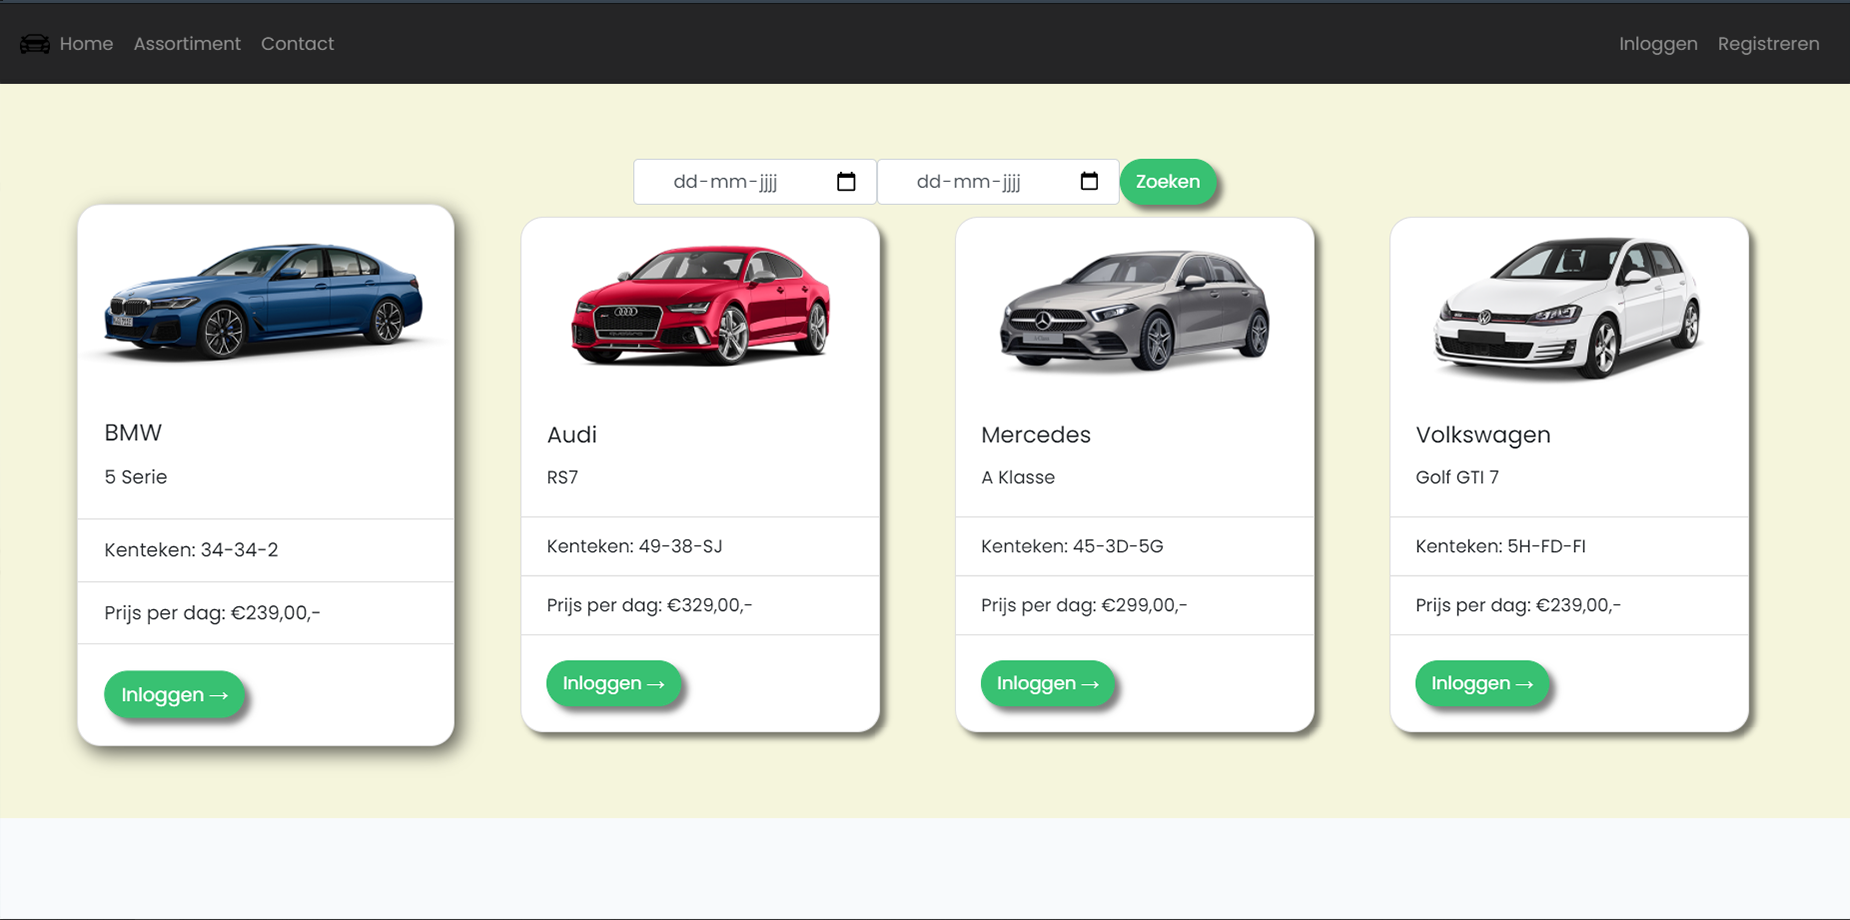 Home Assortiment Contact Inloggen Registreren
dd-mm-jjjj dd-mm-jjjj Zoeken
BMW
5 Serie
Kenteken: 34-34-2
Prijs per dag: €239,00,-
Inloggen →
Audi
RS7
Kenteken: 49-38-SJ
Prijs per dag: €329,00,-
Inloggen →
Mercedes
A Klasse
Kenteken: 45-3D-5G
Prijs per dag: €299,00,-
Inloggen →
Volkswagen
Golf GTI 7
Kenteken: 5H-FD-FI
Prijs per dag: €239,00,-
Inloggen →